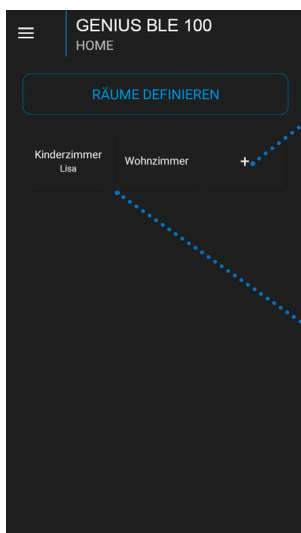 GENIUS BLE 100
HOME
RÄUME DEFINIEREN
Kinderzimmer
Lisa
Wohnzimmer
+